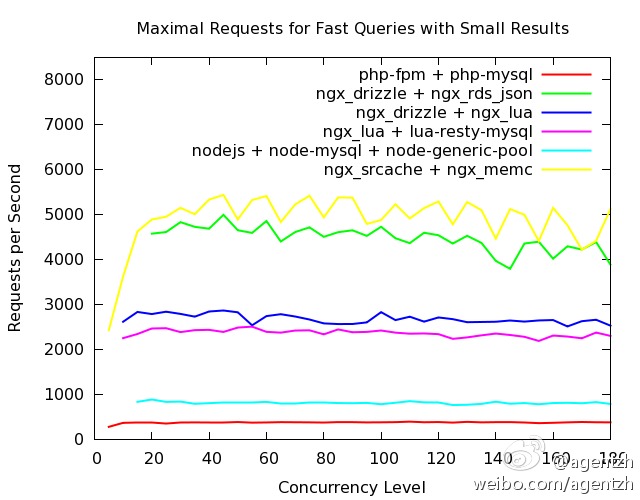 Maximal Requests for Fast Queries with Small Results
Requests per Second
8000
7000
6000
5000
4000
3000
2000
1000
0
php-fpm + php-mysql
ngx_drizzle + ngx_rds_json
ngx_drizzle + ngx_lua
ngx_lua + lua-resty-mysql
nodejs + node-mysql + node-generic-pool
ngx_srcache + ngx_memc
0 20 40 60 80 100 120 140 160 180
Concurrency Level
@agentzh
weibo.com/agentzh